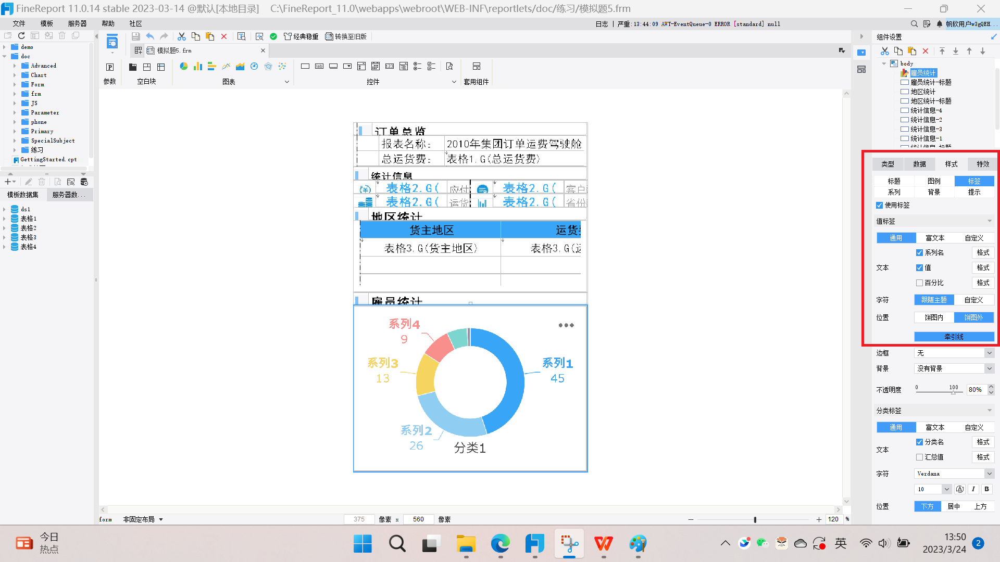 FineReport 11.0.14 stable 2023-03-14 @默认[本地目录]    C:\FineReport_11.0\webapps\webroot\WEB-INF\reportlets/doc/练习/模拟题5.frm
文件 模板 服务器 帮助 社区
日志 | 严重:13:44:09 AWT-EventQueue-0 ERROR [standard] null
帆软用户w3gQEH...
经典稳重 转换至旧版
模拟题5.frm
参数 空白块 图表 控件 套用组件
demo
doc
Advanced
Chart
Form
frm
JS
Parameter
phone
Primary
SpecialSubject
练习
GettingStarted.cpt
模板数据集 服务器数...
ds1
表格1
表格2
表格3
表格4
订单总览
报表名称: 2010年集团订单运费驾驶舱
总运货费: 表格1.G(总运货费)
统计信息
表格2.G( 应付 表格2.G( 客户
表格2.G( 运货 表格2.G( 省份
地区统计
货主地区 运货费
表格3.G(货主地区) 表格3.G(运
雇员统计
系列4
9
系列3
13
系列1
45
系列2
26
分类1
form 非固定布局 375 像素 x 560 像素 120 %
组件设置
body
雇员统计
雇员统计-标题
地区统计
地区统计-标题
统计信息-4
统计信息-2
统计信息-3
统计信息-1
统计信息-标题
类型 数据 样式 特效
标题 图例 标签
系列 背景 提示
使用标签
值标签
通用 富文本 自定义
系列名 格式
文本 值 格式
百分比 格式
字符 跟随主题 自定义
位置 饼图内 饼图外
牵引线
边框 无
背景 没有背景
不透明度 0 100 80%
分类标签
通用 富文本 自定义
分类名 格式
文本
汇总值 格式
字符 Verdana
10 I B
位置 下方 居中 上方
今日
热点
英
13:50
2023/3/24
2